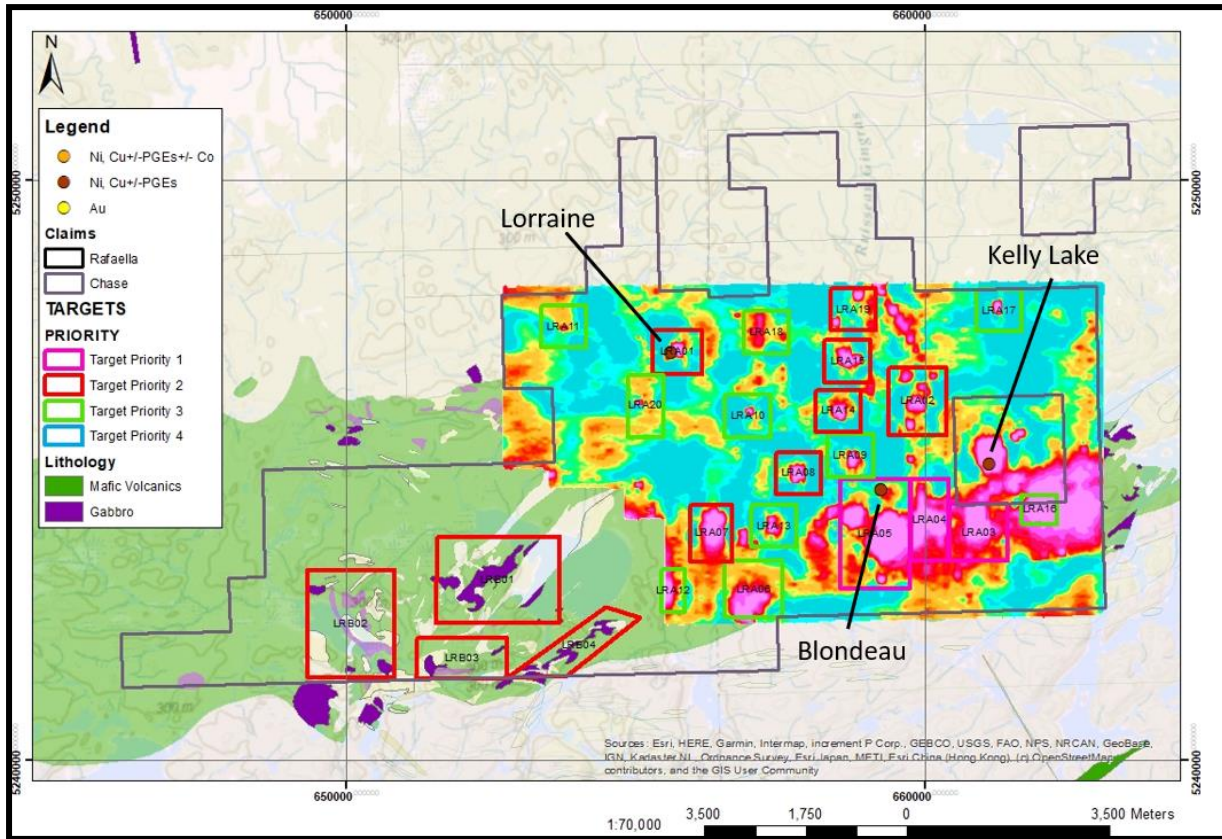 650000
660000
N
300 m
Legend
Ni, Cu+/-PGEs+/- Co
Ni, Cu+/-PGEs
Au
Claims
Rafaella
Chase
TARGETS
PRIORITY
Target Priority 1
Target Priority 2
Target Priority 3
Target Priority 4
Lithology
Mafic Volcanics
Gabbro
5250000
5250000
Ruisseau Gingras
Lorraine
Kelly Lake
LRA11
LRA01
LRA18
LRA19
LRA17
LRA15
LRA20
LRA10
LRA14
LRA02
LRA09
LRA08
LRA16
LRA07
LRA13
LRA05
LRA04
LRA03
LRA12
LRA06
LRB01
LRB02
LRB03
LRB04
Blondeau
300 m
Sources: Esri, HERE, Garmin, Intermap, increment P Corp., GEBCO, USGS, FAO, NPS, NRCAN, GeoBase,
IGN, Kadaster NL, Ordnance Survey, Esri Japan, METI, Esri China (Hong Kong), (c) OpenStreetMap
contributors, and the GIS User Community
5240000
5240000
650000
660000
1:70,000
3,500 1,750 0 3,500 Meters